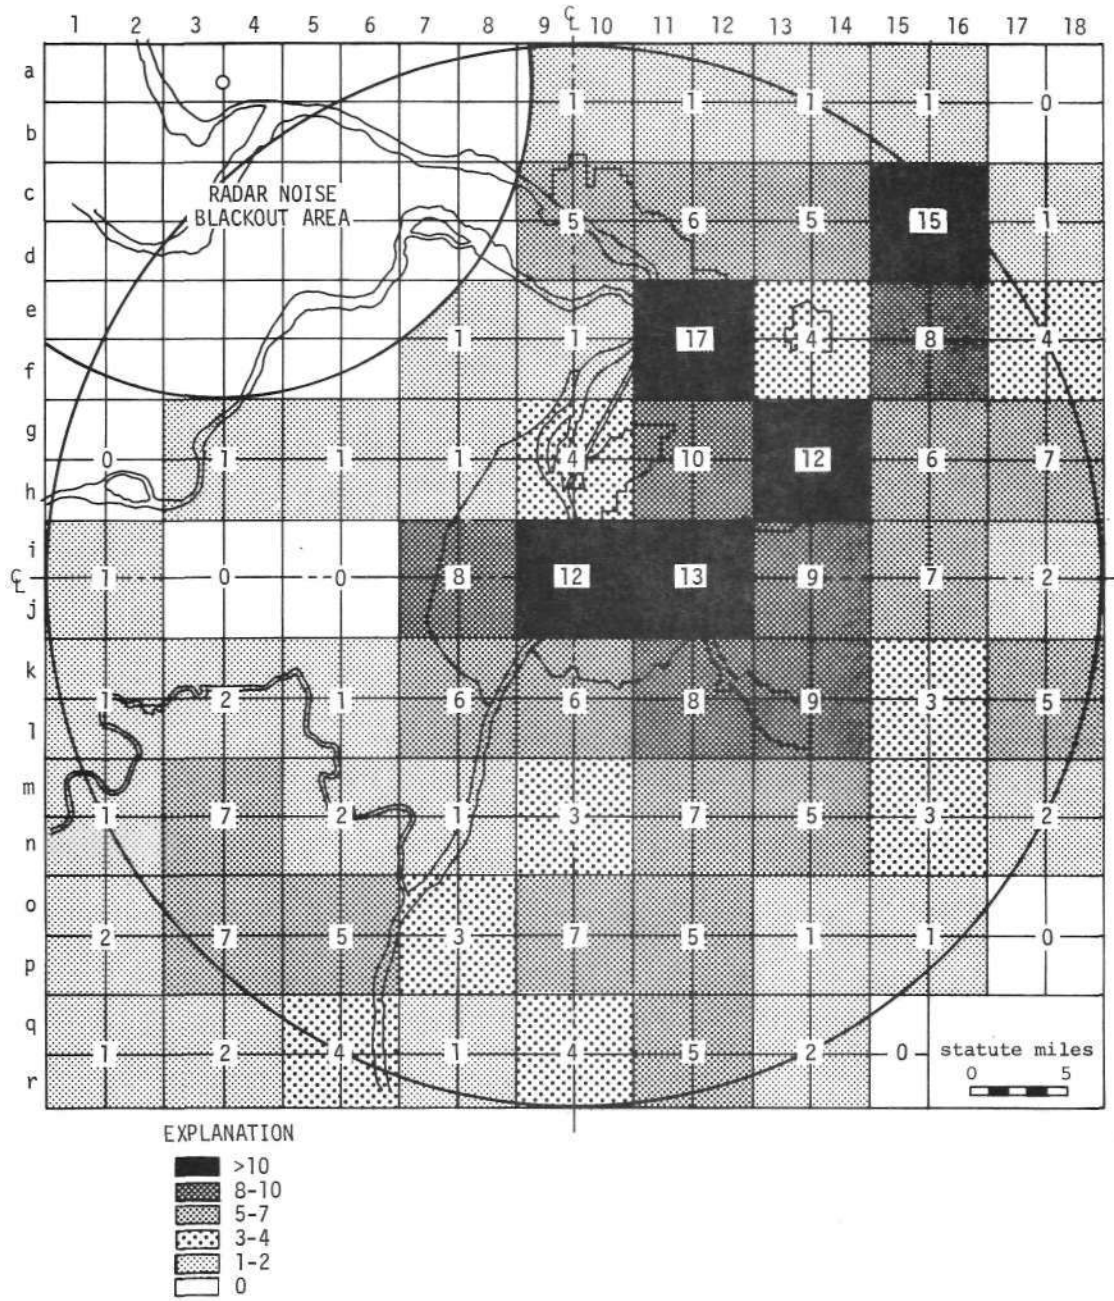 ℄
1 2 3 4 5 6 7 8 9 10 11 12 13 14 15 16 17 18
a
1 1 1 1 0
b
c
RADAR NOISE
BLACKOUT AREA
5 6 5 15 1
d
e
1 1 17 4 8 4
f
g
0 1 1 1 4 10 12 6 7
h
i
℄ 1 0 0 8 12 13 9 7 2
j
k
1 2 1 6 6 8 9 3 5
l
m
1 7 2 1 3 7 5 3 2
n
o
2 7 5 3 7 5 1 1 0
p
q
statute miles
1 2 4 1 4 5 2 0
0 5
r
EXPLANATION
>10
8-10
5-7
3-4
1-2
0